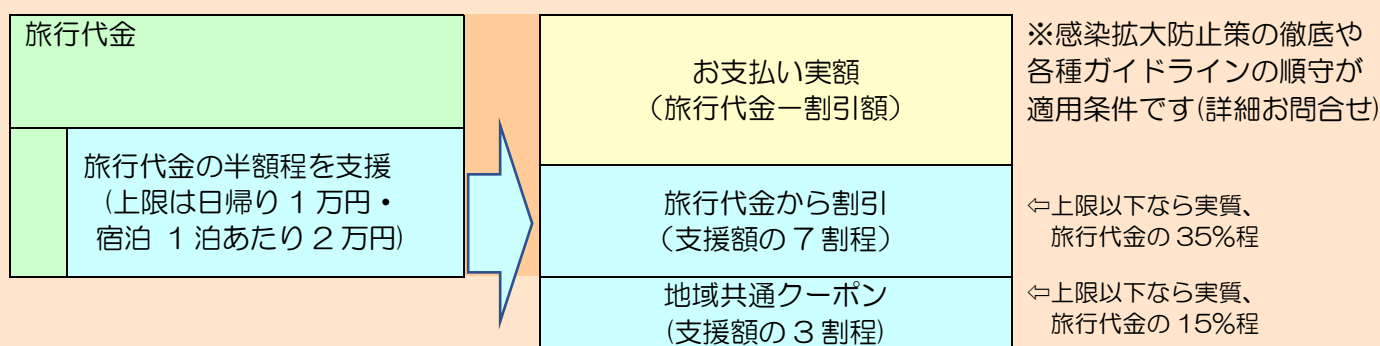 旅行代金
旅行代金の半額程を支援
(上限は日帰り１万円・
宿泊 １泊あたり２万円)
お支払い実額
（旅行代金ー割引額）
旅行代金から割引
（支援額の７割程）
地域共通クーポン
(支援額の３割程)
※感染拡大防止策の徹底や
各種ガイドラインの順守が
適用条件です(詳細お問合せ)
⇦上限以下なら実質、
旅行代金の 35%程
⇦上限以下なら実質、
旅行代金の 15%程